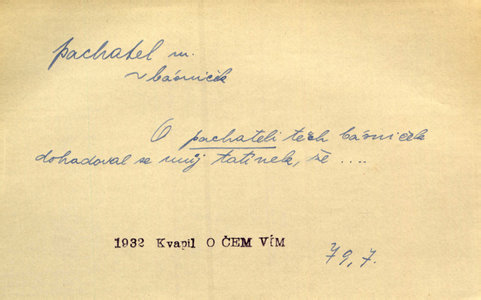 pachatel m.
~ básniček
O pachateli těch básniček
dohadoval se můj tatínek, že ....
1932 Kvapil O ČEM VÍM
79,7.